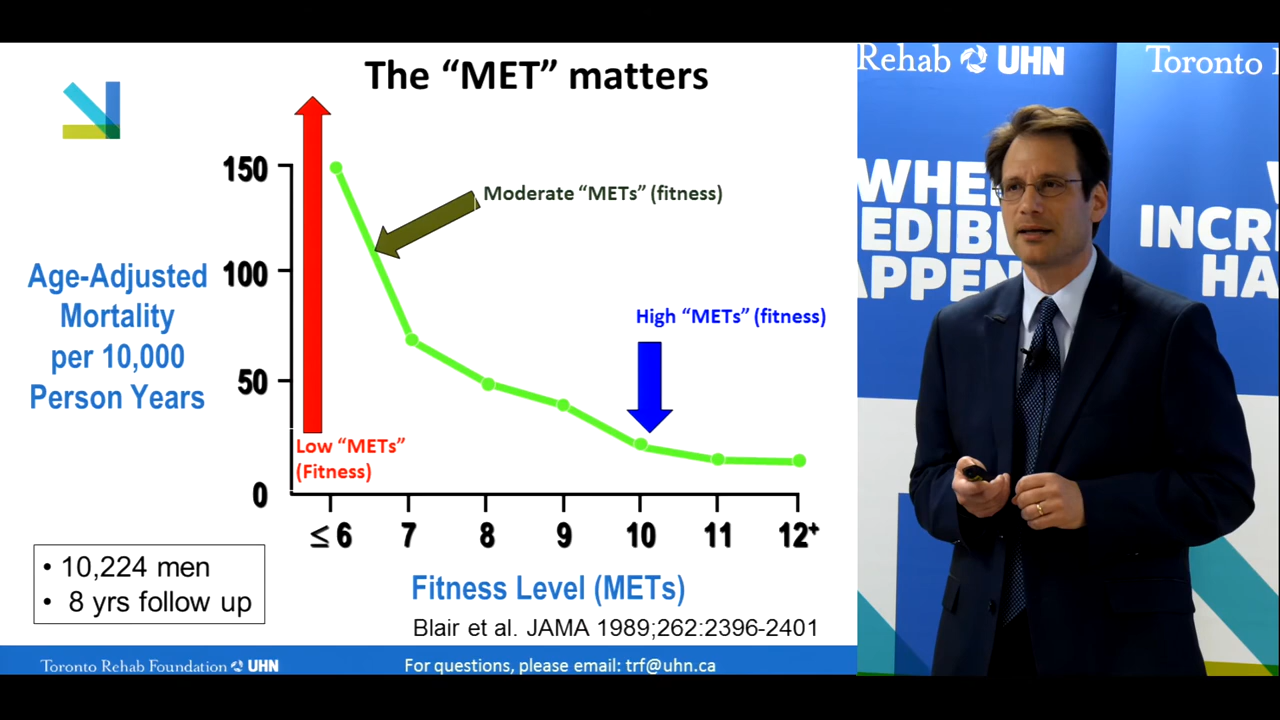 The “MET” matters
150
100
50
0
Age-Adjusted
Mortality
per 10,000
Person Years
Moderate “METs” (fitness)
High “METs” (fitness)
Low “METs”
(Fitness)
≤ 6 7 8 9 10 11 12+
Fitness Level (METs)
• 10,224 men
• 8 yrs follow up
Blair et al. JAMA 1989;262:2396-2401
Toronto Rehab Foundation UHN
For questions, please email: trf@uhn.ca
Rehab UHN
Toronto
WHE
EDIB
APPEN
INCR
HA